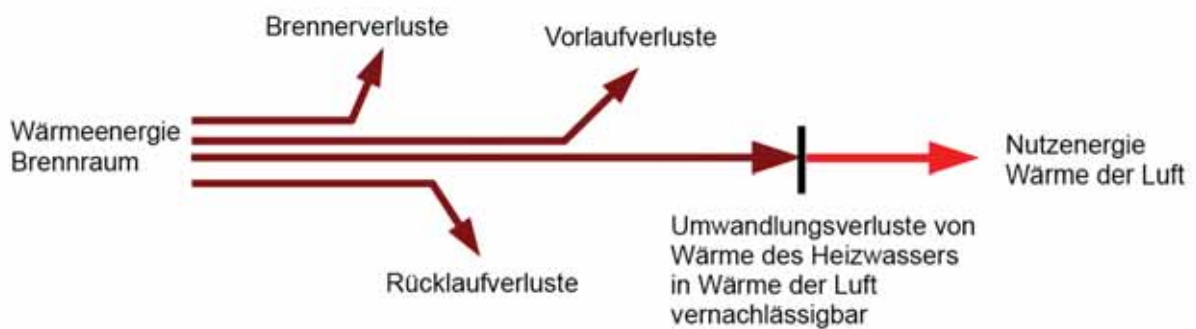 Brennerverluste
Vorlaufverluste
Wärmeenergie
Brennraum
Nutzenergie
Wärme der Luft
Rücklaufverluste
Umwandlungsverluste von
Wärme des Heizwassers
in Wärme der Luft
vernachlässigbar